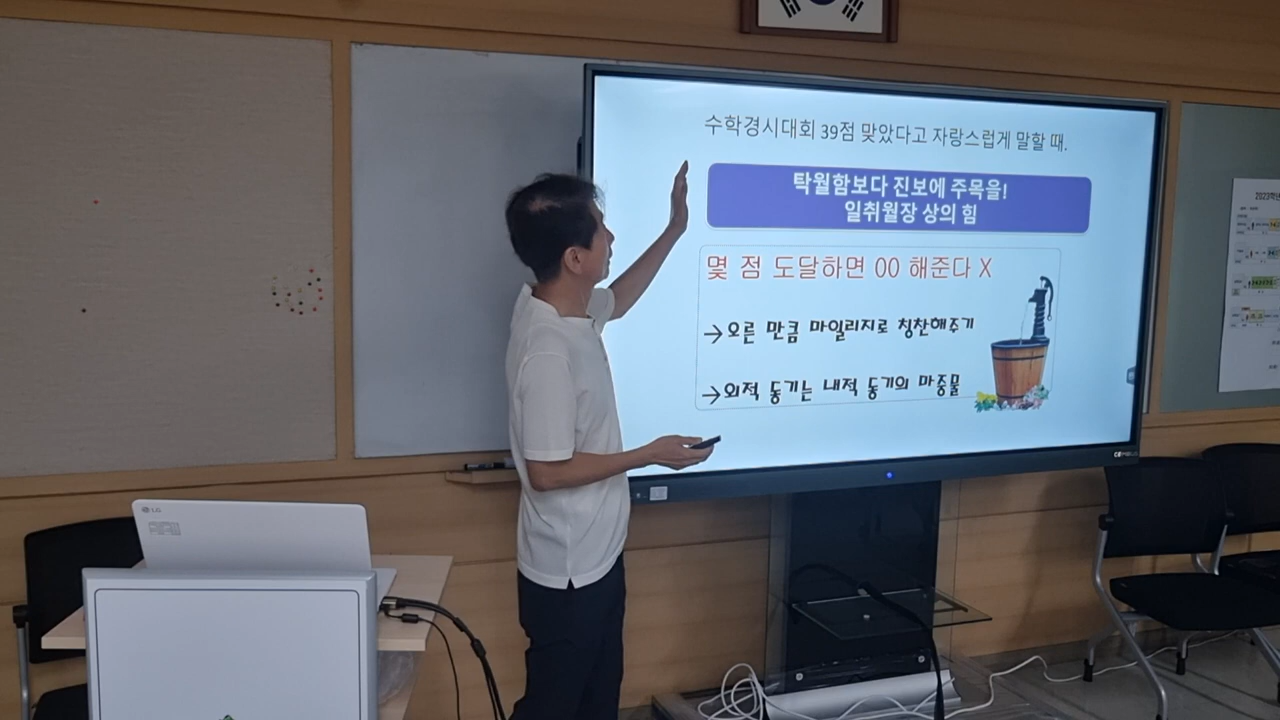 수학경시대회 39점 맞았다고 자랑스럽게 말할 때.
탁월함보다 진보에 주목을!
일취월장 상의 힘
몇 점 도달하면 00 해준다 X
→오른 만큼 마일리지로 칭찬해주기
→외적 동기는 내적 동기의 마중물
LG